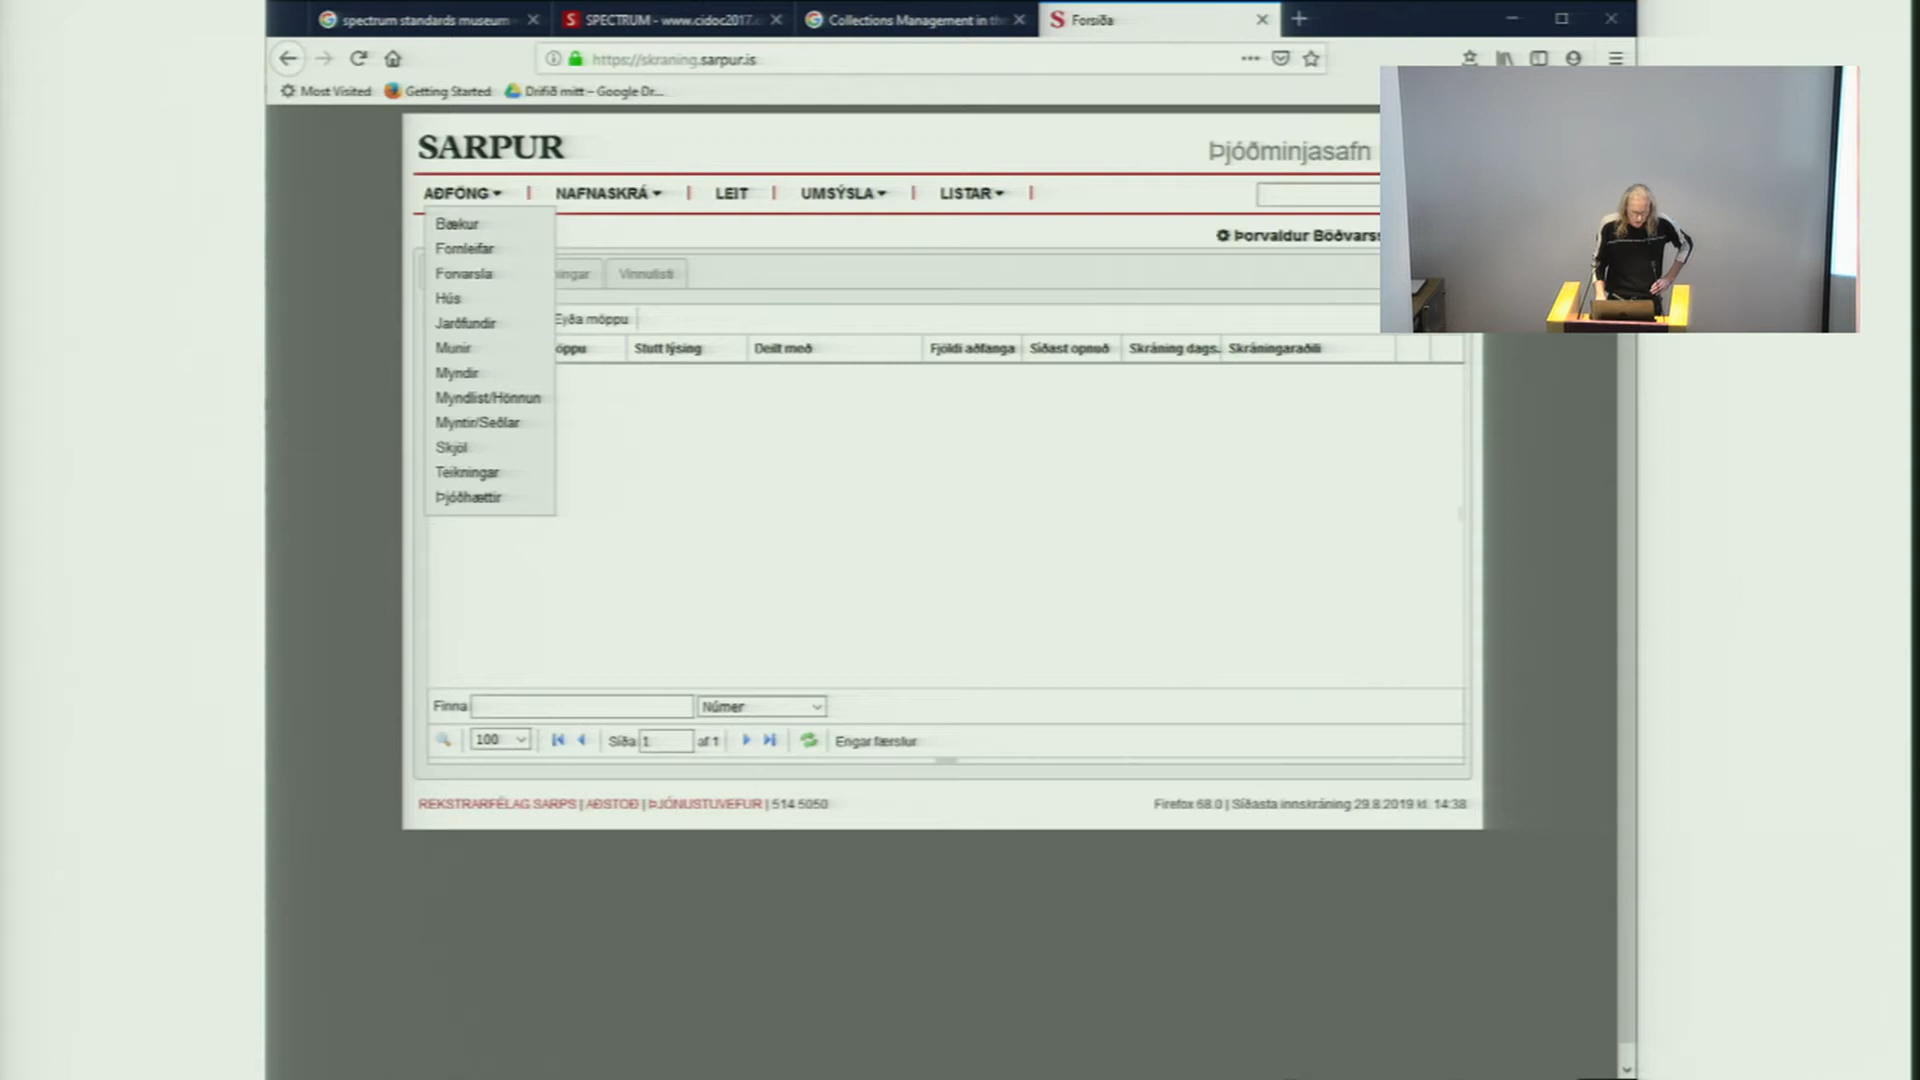 spectrum standards museum
SPECTRUM - www.cidoc2017.
Collections Management in th
Forsíða
https://skraning.sarpur.is
Most Visited
Getting Started
Drifið mitt – Google Dr...
SARPUR
Þjóðminjasafn
AÐFÖNG
NAFNASKRÁ
LEIT
UMSÝSLA
LISTAR
Þorvaldur Böðvarss
Bækur
Fornleifar
Forvarsla
Hús
Jarðfundir
Munir
Myndir
Myndlist/Hönnun
Myntir/Seðlar
Skjöl
Teikningar
Þjóðhættir
ingar
Vinnulisti
Eyða möppu
öppu
Stutt lýsing
Deilt með
Fjöldi aðfanga
Síðast opnuð
Skráning dags.
Skráningaraðili
Finna
Númer
100
Síða 1 af 1
Engar færslur
REKSTRARFÉLAG SARPS | AÐSTOÐ | ÞJÓNUSTUVEFUR | 514 5050
Firefox 68.0 | Síðasta innskráning 29.8.2019 kl. 14:38